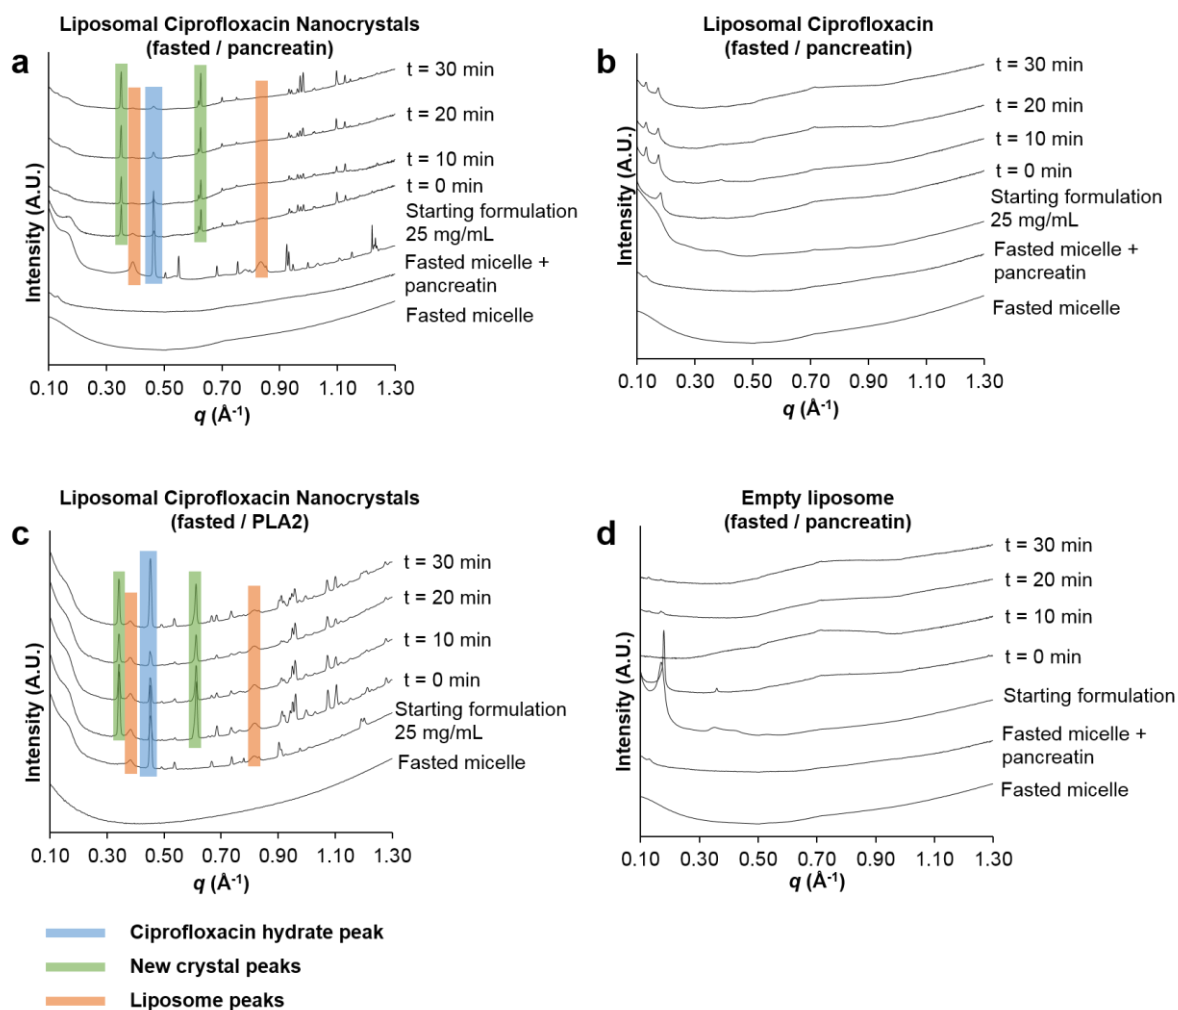 a
Liposomal Ciprofloxacin Nanocrystals
(fasted / pancreatin)
t = 30 min
t = 20 min
t = 10 min
t = 0 min
Starting formulation
25 mg/mL
Fasted micelle +
pancreatin
Fasted micelle
Intensity (A.U.)
0.10 0.30 0.50 0.70 0.90 1.10 1.30
q (Å-1)
b
Liposomal Ciprofloxacin
(fasted / pancreatin)
t = 30 min
t = 20 min
t = 10 min
t = 0 min
Starting formulation
25 mg/mL
Fasted micelle +
pancreatin
Fasted micelle
Intensity (A.U.)
0.10 0.30 0.50 0.70 0.90 1.10 1.30
q (Å-1)
c
Liposomal Ciprofloxacin Nanocrystals
(fasted / PLA2)
t = 30 min
t = 20 min
t = 10 min
t = 0 min
Starting formulation
25 mg/mL
Fasted micelle
Intensity (A.U.)
0.10 0.30 0.50 0.70 0.90 1.10 1.30
q (Å-1)
d
Empty liposome
(fasted / pancreatin)
t = 30 min
t = 20 min
t = 10 min
t = 0 min
Starting formulation
Fasted micelle +
pancreatin
Fasted micelle
Intensity (A.U.)
0.10 0.30 0.50 0.70 0.90 1.10 1.30
q (Å-1)
Ciprofloxacin hydrate peak
New crystal peaks
Liposome peaks